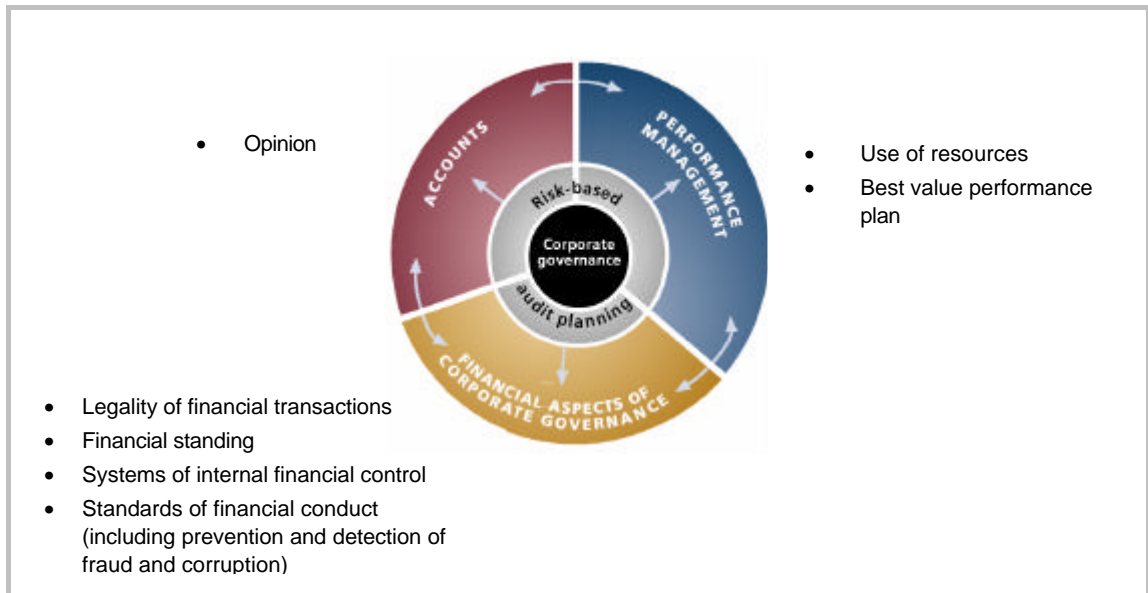 • Opinion
ACCOUNTS
PERFORMANCE
MANAGEMENT
• Use of resources
• Best value performance
plan
Risk-based
Corporate
governance
audit planning
FINANCIAL ASPECTS OF
CORPORATE GOVERNANCE
• Legality of financial transactions
• Financial standing
• Systems of internal financial control
• Standards of financial conduct
(including prevention and detection of
fraud and corruption)